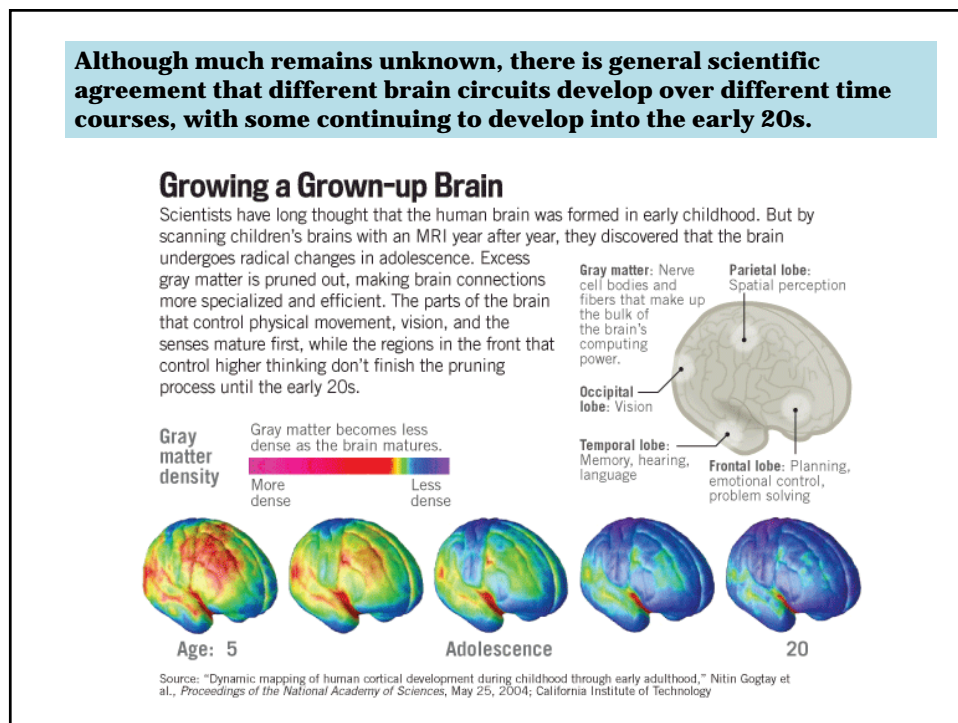 Although much remains unknown, there is general scientific
agreement that different brain circuits develop over different time
courses, with some continuing to develop into the early 20s.
Growing a Grown-up Brain
Scientists have long thought that the human brain was formed in early childhood. But by
scanning children's brains with an MRI year after year, they discovered that the brain
undergoes radical changes in adolescence. Excess
gray matter is pruned out, making brain connections
more specialized and efficient. The parts of the brain
that control physical movement, vision, and the
senses mature first, while the regions in the front that
control higher thinking don't finish the pruning
process until the early 20s.
Gray matter: Nerve
cell bodies and
fibers that make up
the bulk of
the brain's
computing
power.
Parietal lobe:
Spatial perception
Occipital
lobe: Vision
Temporal lobe:
Memory, hearing,
language
Frontal lobe: Planning,
emotional control,
problem solving
Gray
matter
density
Gray matter becomes less
dense as the brain matures.
More
dense
Less
dense
Age: 5
Adolescence
20
Source: "Dynamic mapping of human cortical development during childhood through early adulthood," Nitin Gogtay et
al., Proceedings of the National Academy of Sciences, May 25, 2004; California Institute of Technology